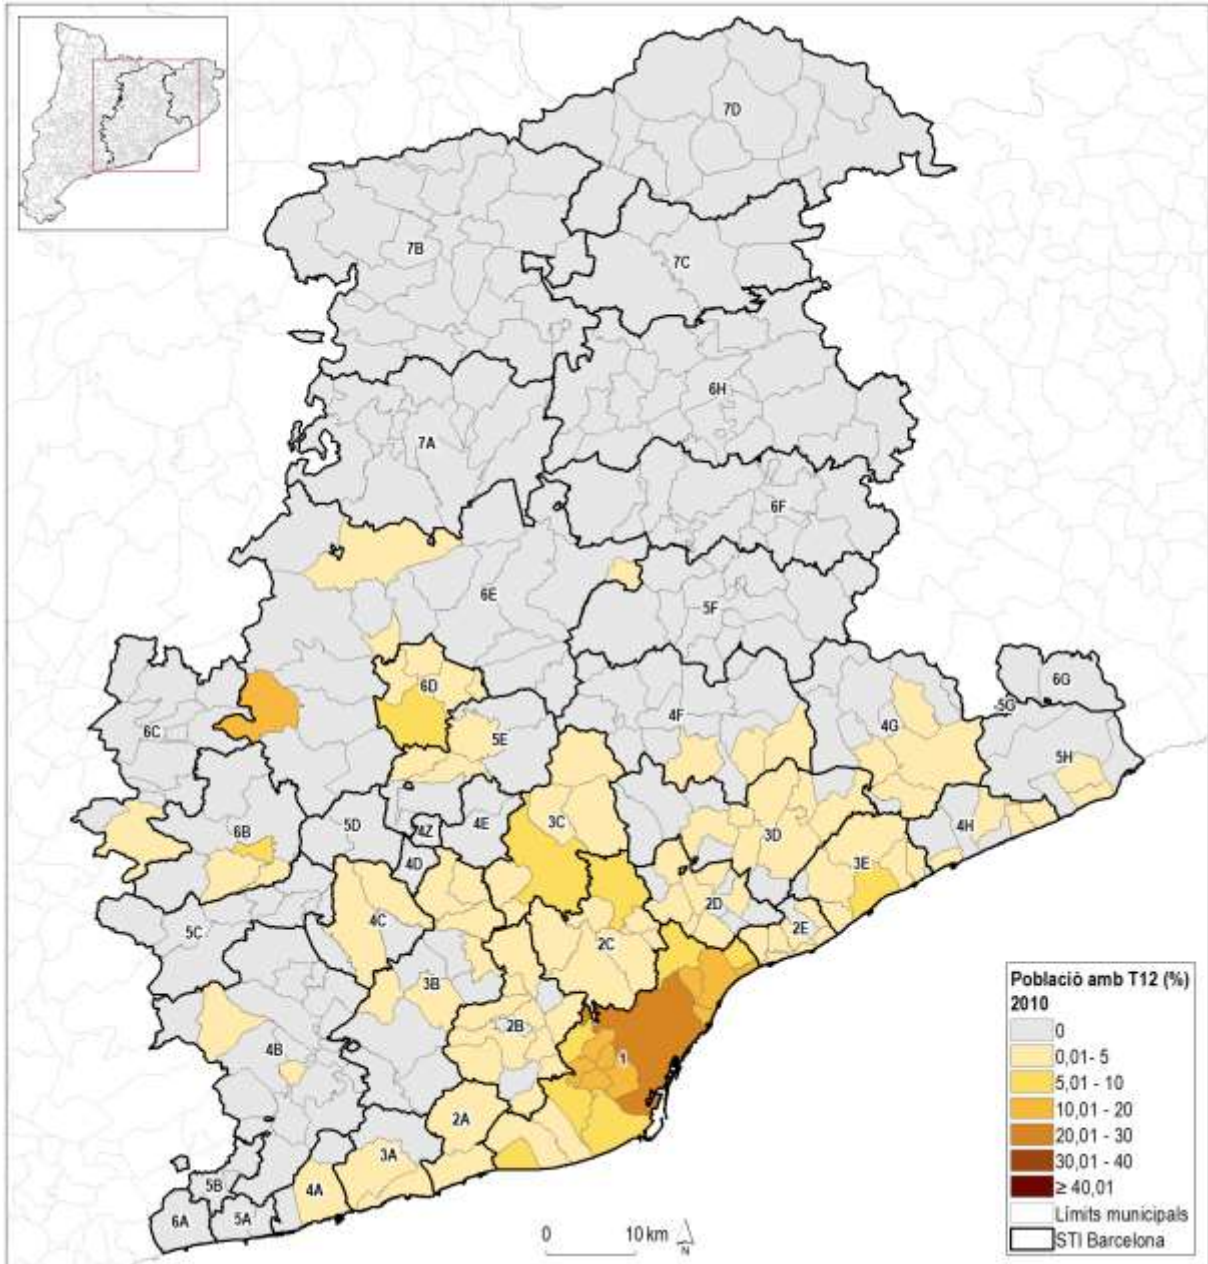 7D
7B
7C
6H
7A
6F
6E
5F
6D
6G
5G
4F
4G
6C
5E
5H
3C
6B
5D
4Z
4E
4H
3D
4D
3E
2D
4C
2E
5C
2C
3B
2B
4B
1
2A
3A
5B
4A
6A
5A
0
10 km
N
Població amb T12 (%)
2010
0
0,01- 5
5,01 - 10
10,01 - 20
20,01 - 30
30,01 - 40
≥ 40,01
Límits municipals
STI Barcelona